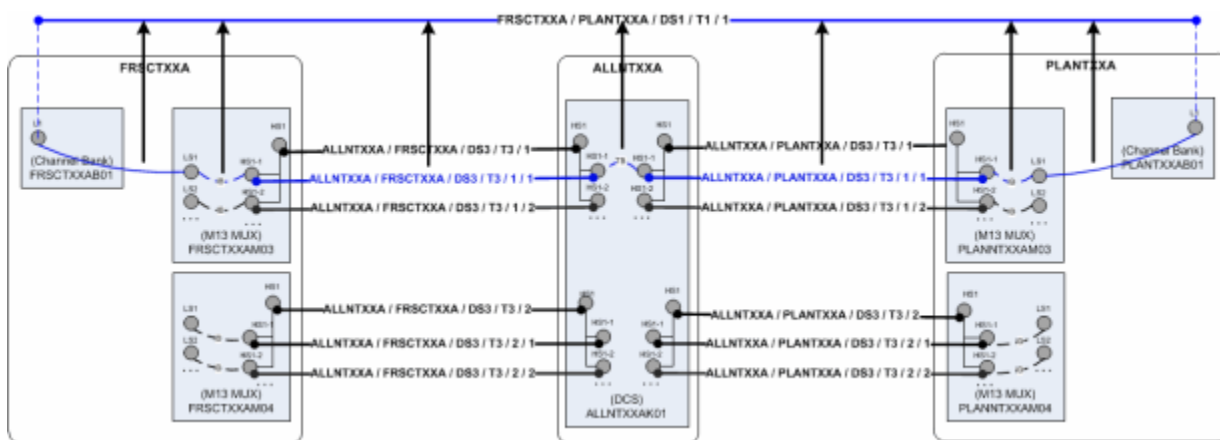 FRSCTXXA / PLANTXXA / DS1 / T1 / 1
FRSCTXXA
ALLNTXXA
PLANTXXA
L1
(Channel Bank)
FRSCTXXAB01
HS1
LS1
HS1-1
LS2
HS1-2
. . .
. . .
(M13 MUX)
FRSCTXXAM03
ALLNTXXA / FRSCTXXA / DS3 / T3 / 1
ALLNTXXA / FRSCTXXA / DS3 / T3 / 1 / 1
ALLNTXXA / FRSCTXXA / DS3 / T3 / 1 / 2
HS1
HS1
HS1-1
HS1-1
HS1-2
HS1-2
. . .
. . .
ALLNTXXA / PLANTXXA / DS3 / T3 / 1
ALLNTXXA / PLANTXXA / DS3 / T3 / 1 / 1
ALLNTXXA / PLANTXXA / DS3 / T3 / 1 / 2
HS1
HS1-1
LS1
HS1-2
LS2
. . .
. . .
(M13 MUX)
PLANNTXXAM03
(Channel Bank)
PLANTXXAB01
HS1
LS1
HS1-1
LS2
HS1-2
. . .
. . .
(M13 MUX)
FRSCTXXAM04
ALLNTXXA / FRSCTXXA / DS3 / T3 / 2
ALLNTXXA / FRSCTXXA / DS3 / T3 / 2 / 1
ALLNTXXA / FRSCTXXA / DS3 / T3 / 2 / 2
HS1
HS1
HS1-1
HS1-1
HS1-2
HS1-2
. . .
. . .
(DCS)
ALLNTXXAK01
ALLNTXXA / PLANTXXA / DS3 / T3 / 2
ALLNTXXA / PLANTXXA / DS3 / T3 / 2 / 1
ALLNTXXA / PLANTXXA / DS3 / T3 / 2 / 2
HS1
HS1-1
LS1
HS1-2
LS2
. . .
. . .
(M13 MUX)
PLANNTXXAM04